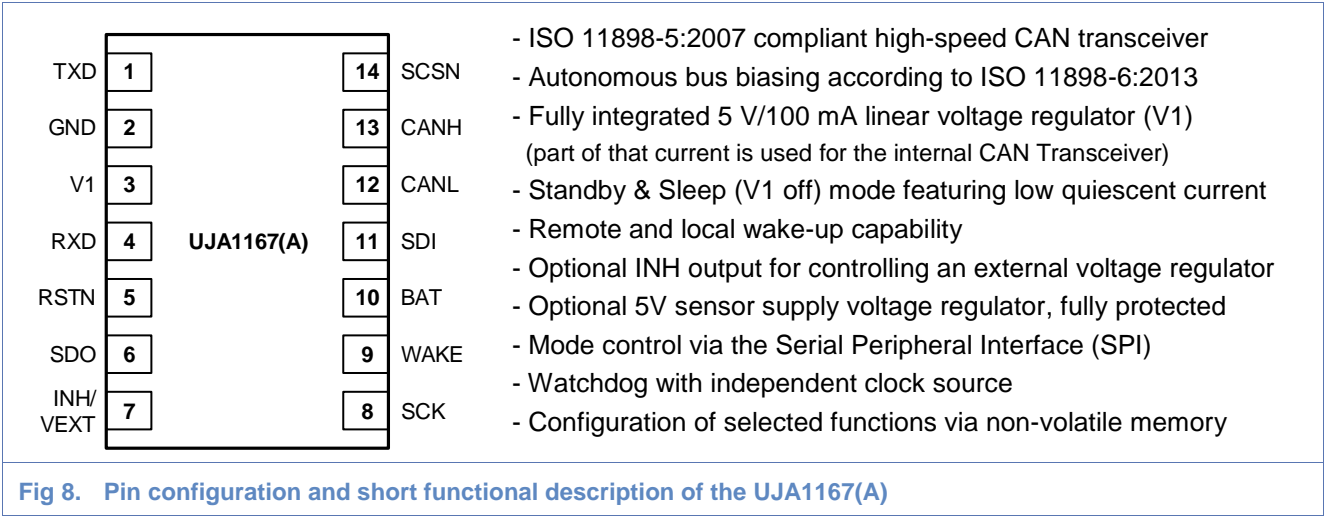 TXD 1
GND 2
V1 3
RXD 4
RSTN 5
SDO 6
INH/
VEXT 7
UJA1167(A)
14 SCSN
13 CANH
12 CANL
11 SDI
10 BAT
9 WAKE
8 SCK
- ISO 11898-5:2007 compliant high-speed CAN transceiver
- Autonomous bus biasing according to ISO 11898-6:2013
- Fully integrated 5 V/100 mA linear voltage regulator (V1)
(part of that current is used for the internal CAN Transceiver)
- Standby & Sleep (V1 off) mode featuring low quiescent current
- Remote and local wake-up capability
- Optional INH output for controlling an external voltage regulator
- Optional 5V sensor supply voltage regulator, fully protected
- Mode control via the Serial Peripheral Interface (SPI)
- Watchdog with independent clock source
- Configuration of selected functions via non-volatile memory
Fig 8. Pin configuration and short functional description of the UJA1167(A)